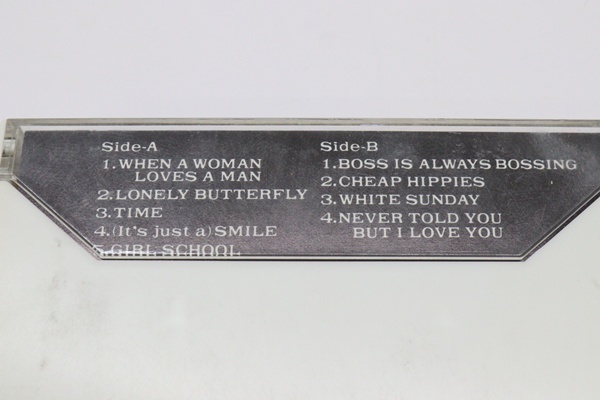 Side-A
1.WHEN A WOMAN
LOVES A MAN
2.LONELY BUTTERFLY
3.TIME
4.(It's just a) SMILE
5.GIRL SCHOOL
Side-B
1.BOSS IS ALWAYS BOSSING
2.CHEAP HIPPIES
3.WHITE SUNDAY
4.NEVER TOLD YOU
BUT I LOVE YOU